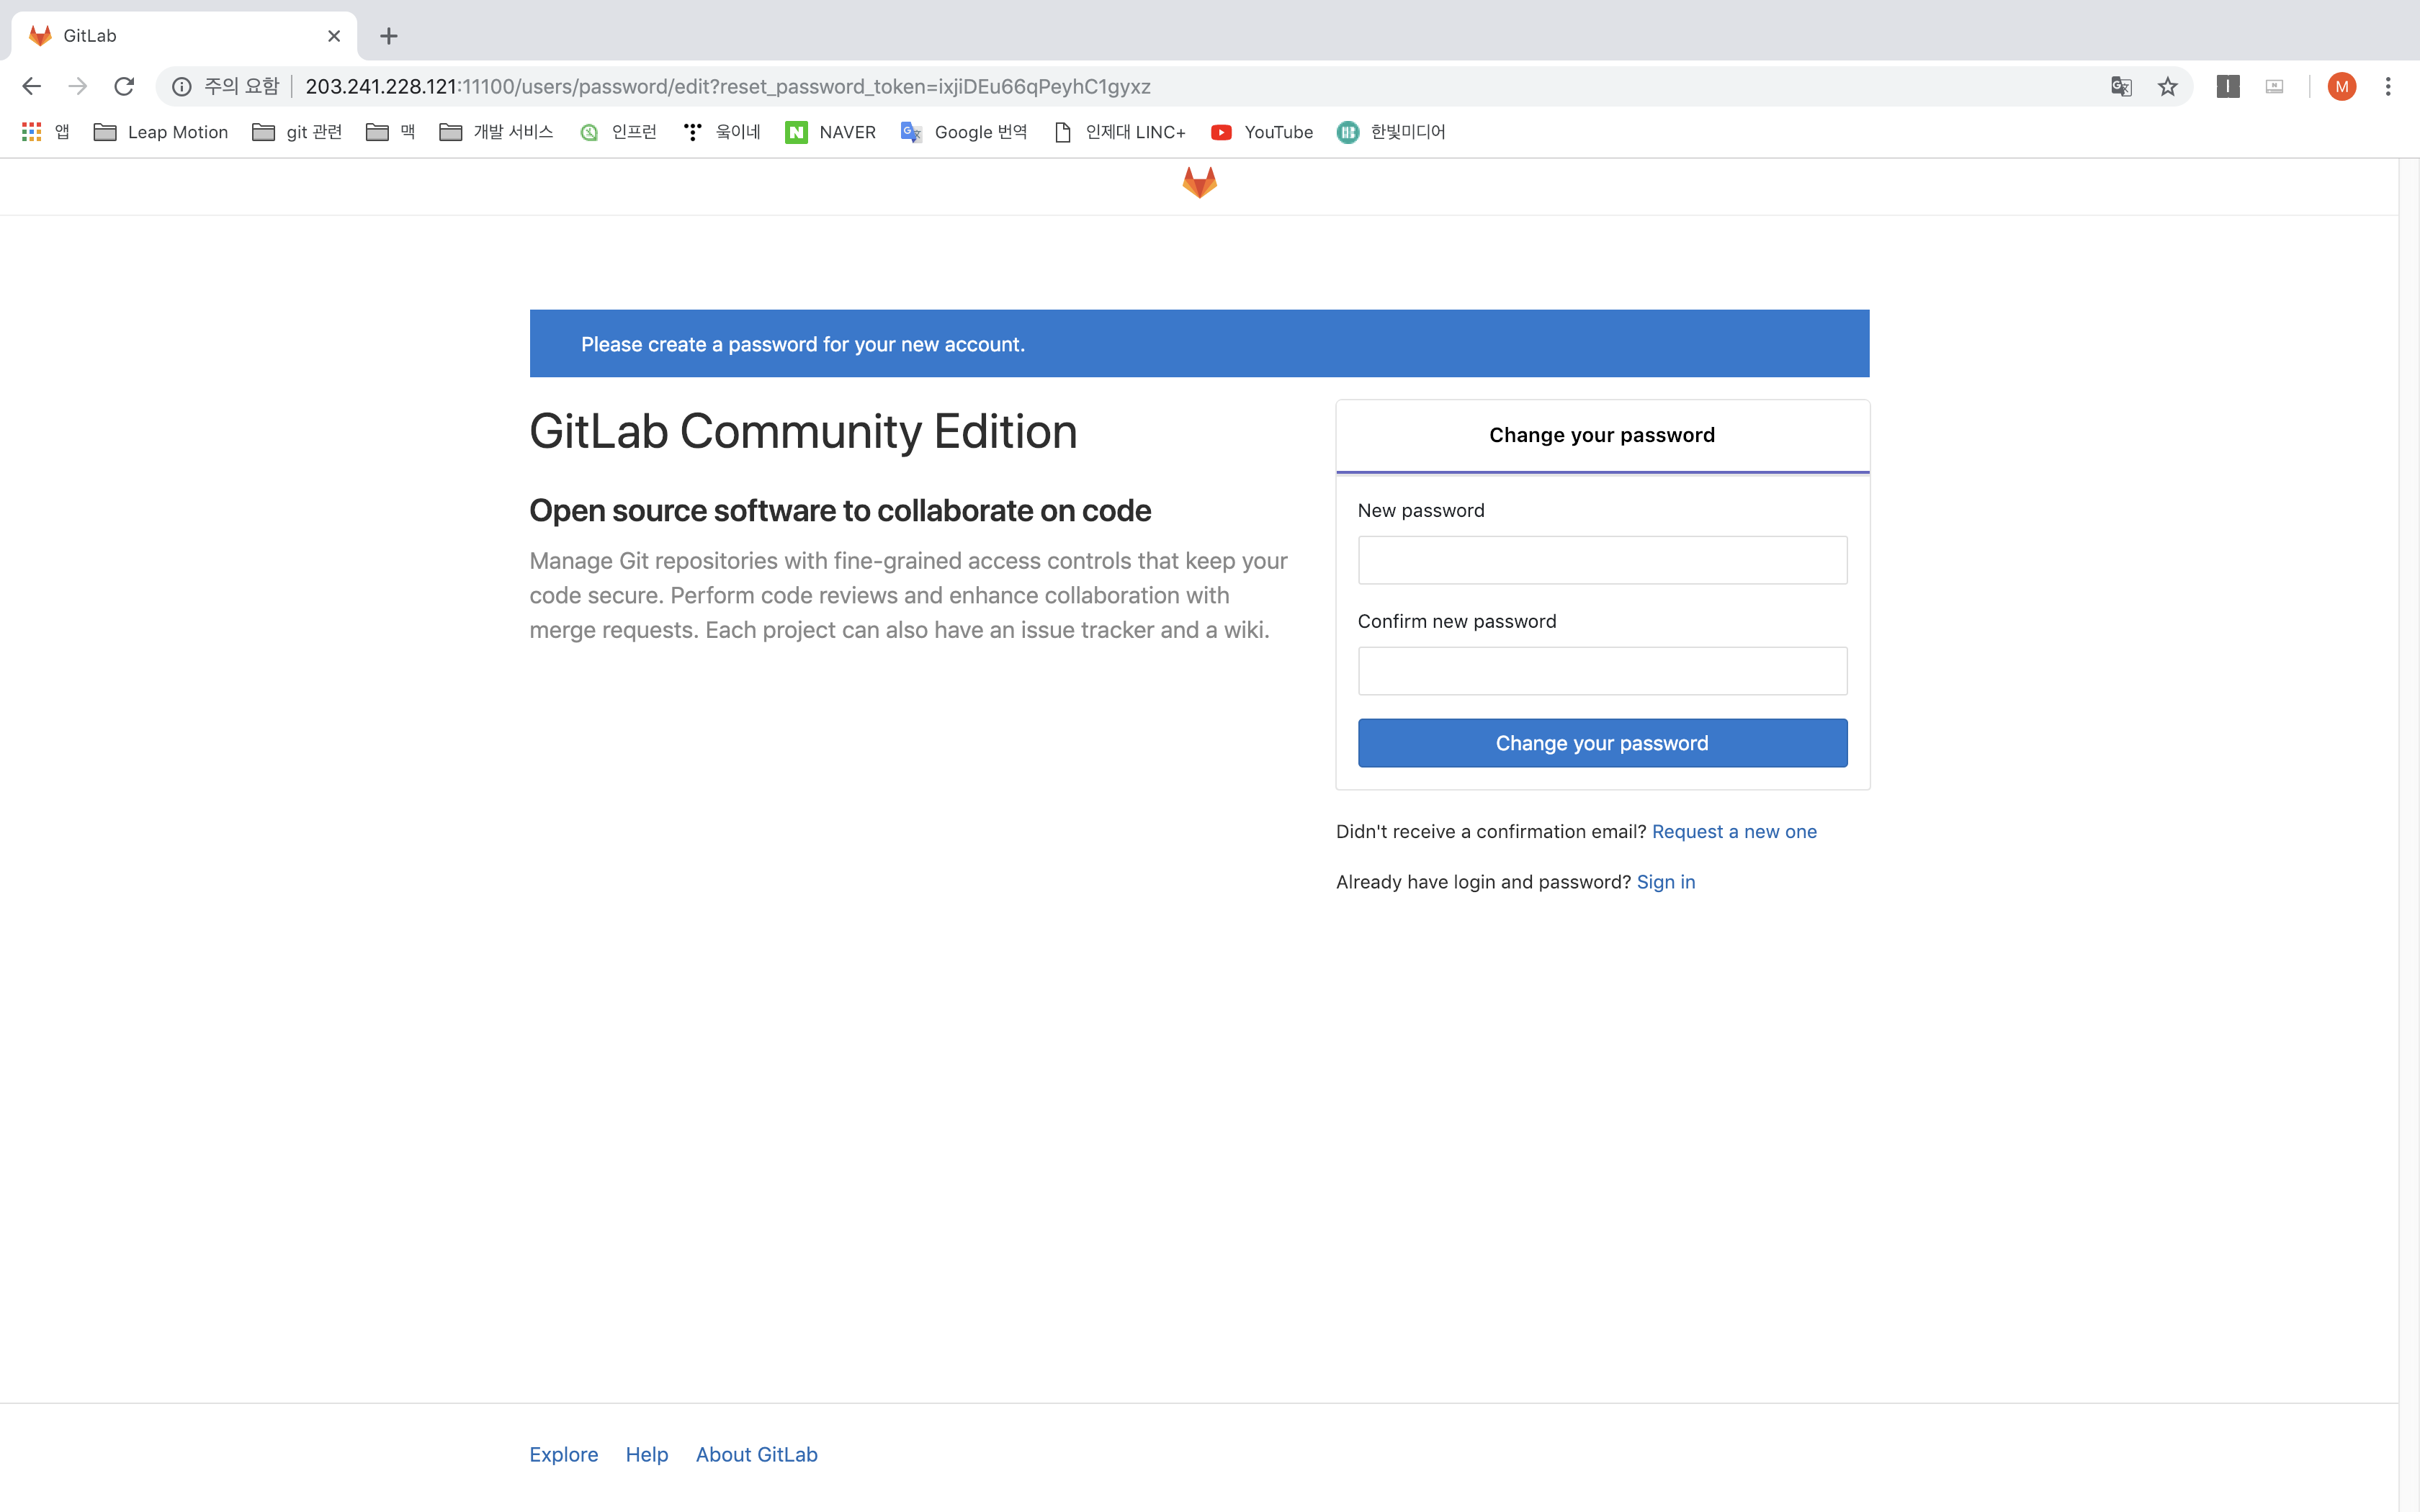 GitLab
주의 요함 203.241.228.121:11100/users/password/edit?reset_password_token=ixjiDEu66qPeyhC1gyxz
M
앱 Leap Motion git 관련 맥 개발 서비스 인프런 욱이네 NAVER Google 번역 인제대 LINC+ YouTube 한빛미디어
Please create a password for your new account.
GitLab Community Edition
Open source software to collaborate on code
Manage Git repositories with fine-grained access controls that keep your
code secure. Perform code reviews and enhance collaboration with
merge requests. Each project can also have an issue tracker and a wiki.
Change your password
New password
Confirm new password
Change your password
Didn't receive a confirmation email? Request a new one
Already have login and password? Sign in
Explore Help About GitLab